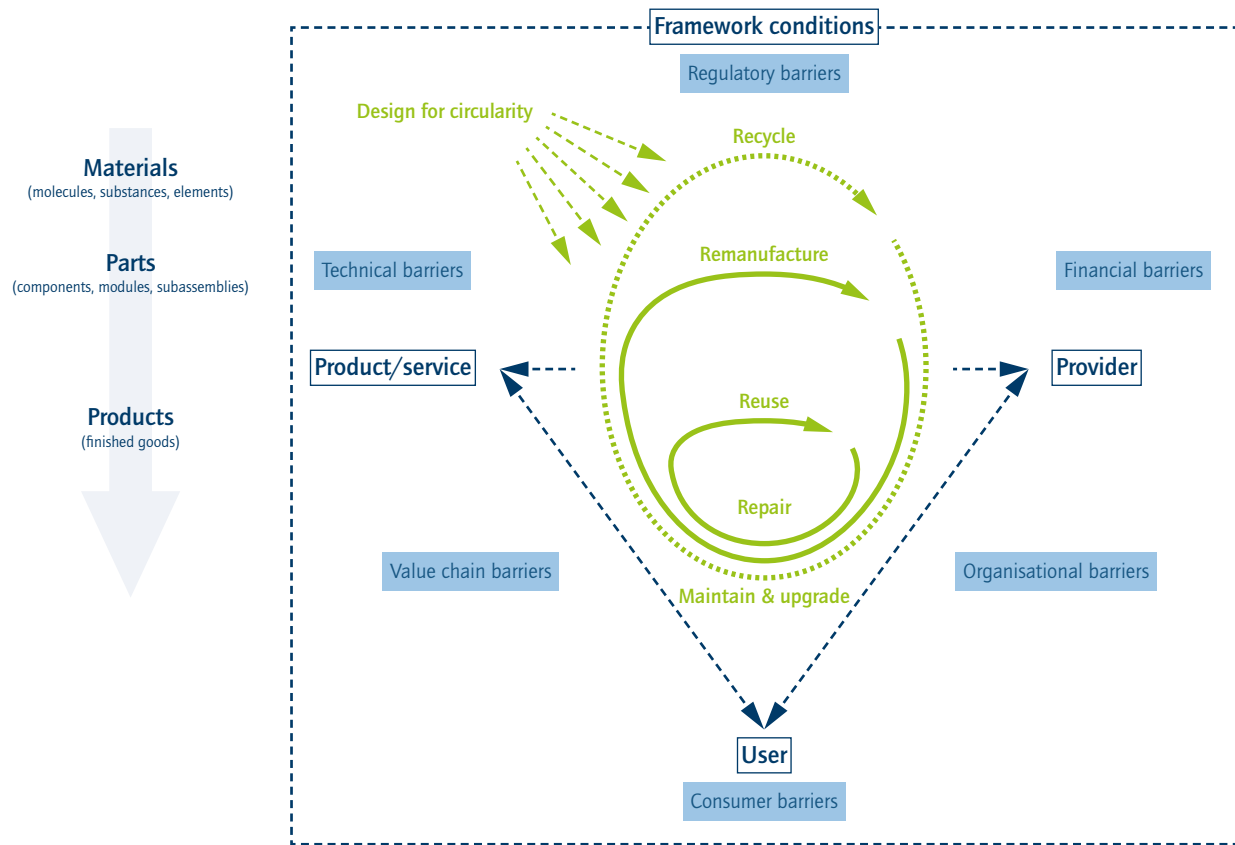 Framework conditions
Regulatory barriers
Design for circularity
Recycle
Materials
(molecules, substances, elements)
Remanufacture
Parts
(components, modules, subassemblies)
Technical barriers
Financial barriers
Product/service
Provider
Reuse
Products
(finished goods)
Repair
Value chain barriers
Organisational barriers
Maintain & upgrade
User
Consumer barriers